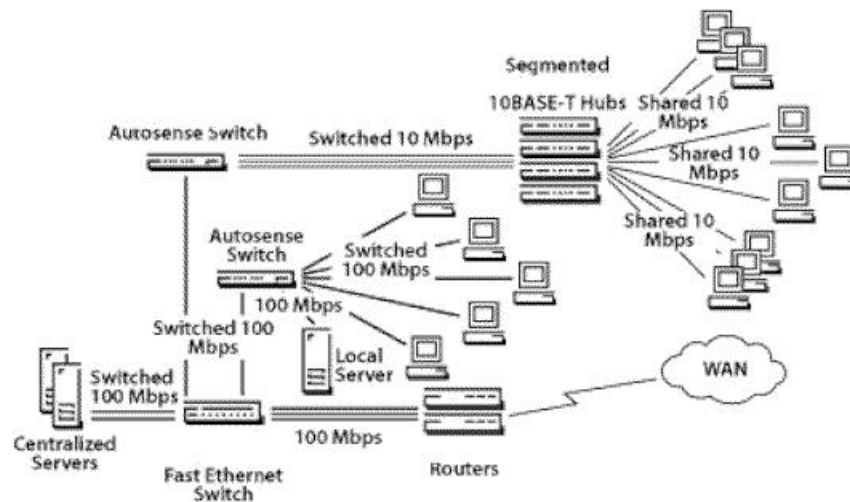 Segmented
10BASE-T Hubs
Shared 10
Mbps
Autosense Switch
Switched 10 Mbps
Shared 10
Mbps
Shared 10
Mbps
Autosense
Switch
Switched
100 Mbps
100 Mbps
Switched 100
Mbps
Local
Server
Switched
100 Mbps
WAN
100 Mbps
Centralized
Servers
Fast Ethernet
Switch
Routers